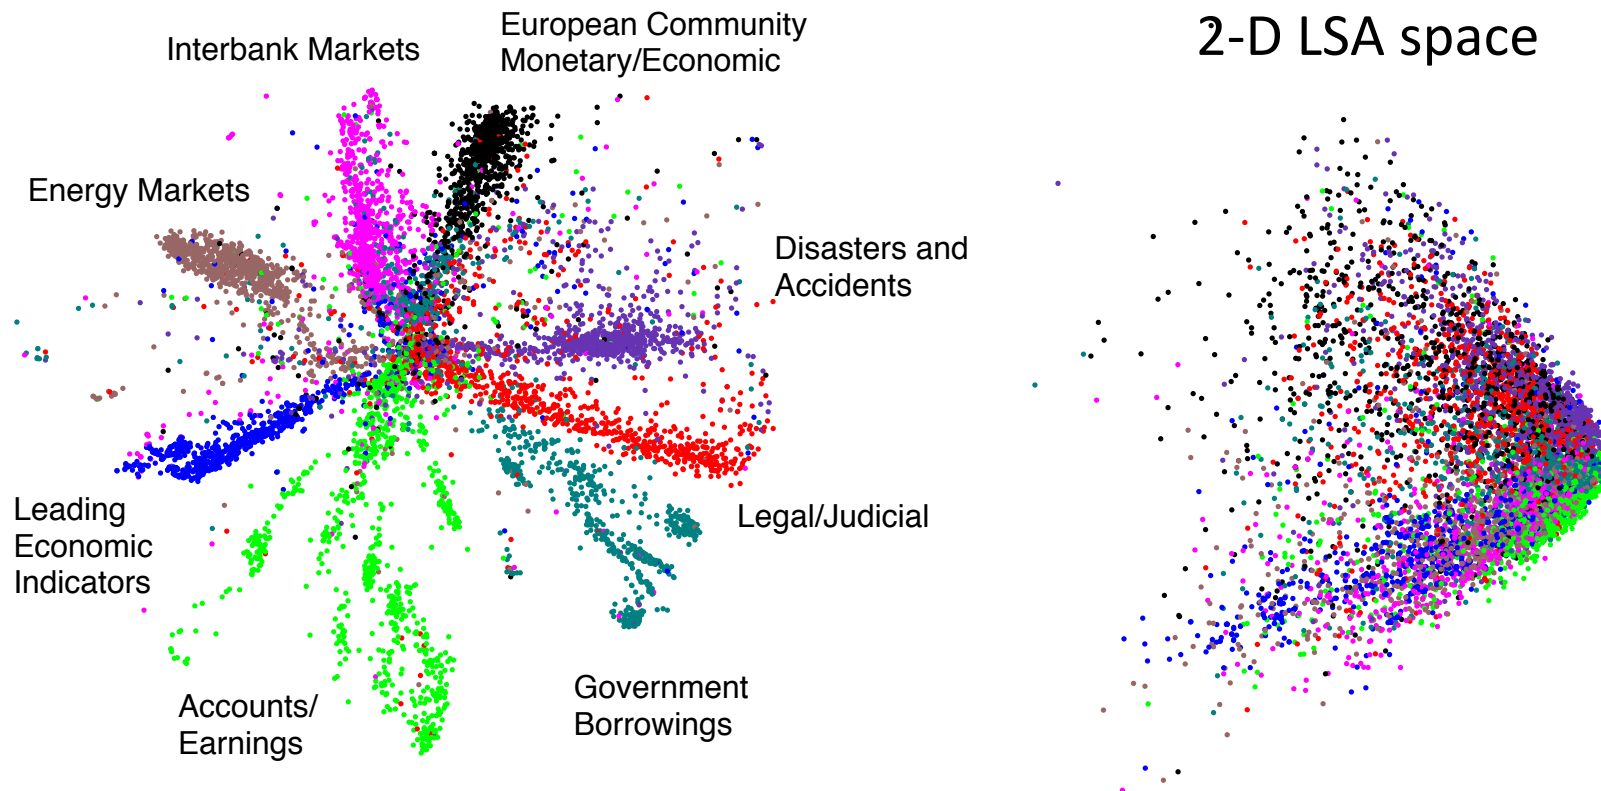 European Community
Monetary/Economic
Interbank Markets
2-D LSA space
Energy Markets
Disasters and
Accidents
Leading
Economic
Indicators
Legal/Judicial
Accounts/
Earnings
Government
Borrowings